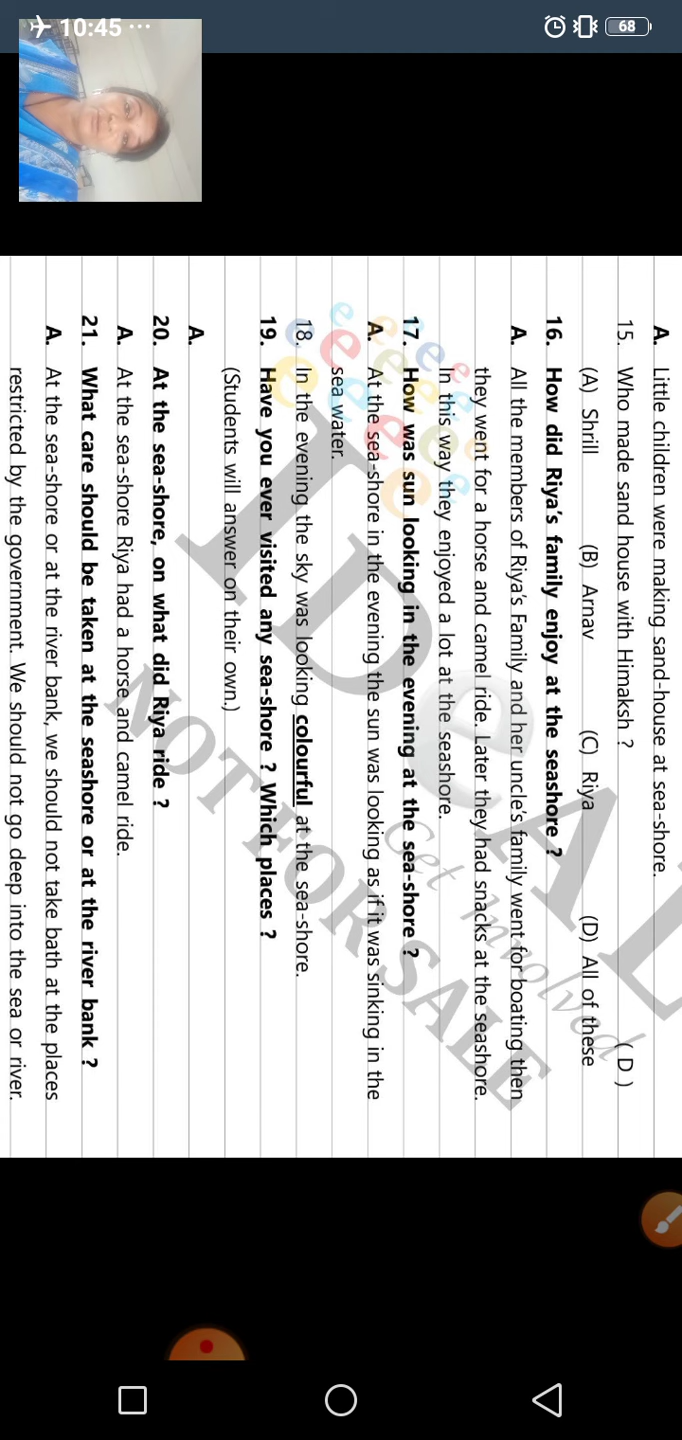 10:45 ...
68
A. Little children were making sand-house at sea-shore.
15. Who made sand house with Himaksh ? ( D )
(A) Shrill (B) Arnav (C) Riya (D) All of these
16. How did Riya's family enjoy at the seashore ?
A. All the members of Riya's Family and her uncle's family went for boating then
they went for a horse and camel ride. Later they had snacks at the seashore.
In this way they enjoyed a lot at the seashore.
17. How was sun looking in the evening at the sea-shore ?
A. At the sea-shore in the evening the sun was looking as if it was sinking in the
sea water.
18. In the evening the sky was looking colourful at the sea-shore.
19. Have you ever visited any sea-shore ? Which places ?
(Students will answer on their own.)
A.
20. At the sea-shore, on what did Riya ride ?
A. At the sea-shore Riya had a horse and camel ride.
21. What care should be taken at the seashore or at the river bank ?
A. At the sea-shore or at the river bank, we should not take bath at the places
restricted by the government. We should not go deep into the sea or river.
IDeAL
Get involved
NOT FOR SALE